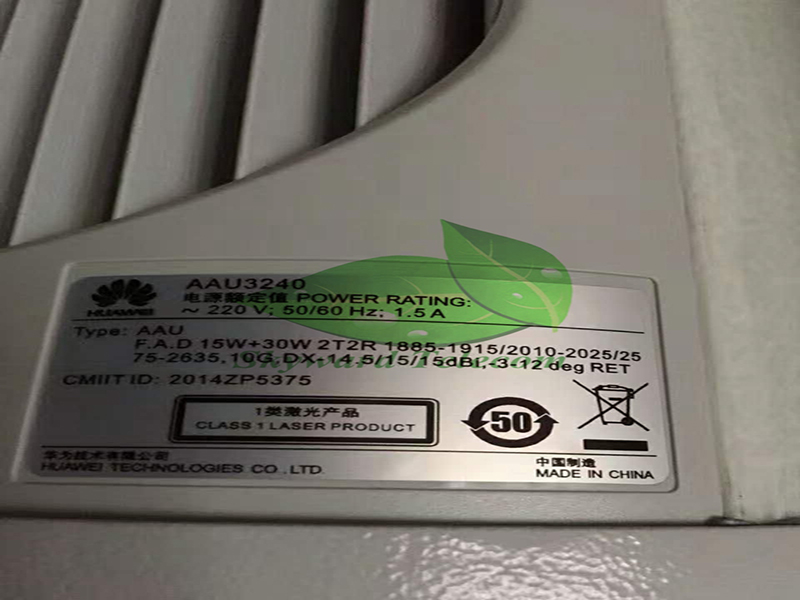 HUAWEI
AAU3240
电源额定值 POWER RATING:
~ 220 V; 50/60 Hz; 1.5 A
Type: AAU
F.A.D 15W+30W 2T2R 1885-1915/2010-2025/25
75-2635,10G,DX-14.5/15/15dBi,-3-12 deg RET
Skyward Telecom
CMIIT ID: 2014ZP5375
1类激光产品
CLASS 1 LASER PRODUCT
50
华为技术有限公司
HUAWEI TECHNOLOGIES CO., LTD.
中国制造
MADE IN CHINA